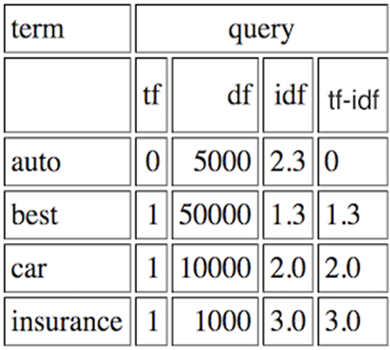 term query
tf df idf tf-idf
auto 0 5000 2.3 0
best 1 50000 1.3 1.3
car 1 10000 2.0 2.0
insurance 1 1000 3.0 3.0